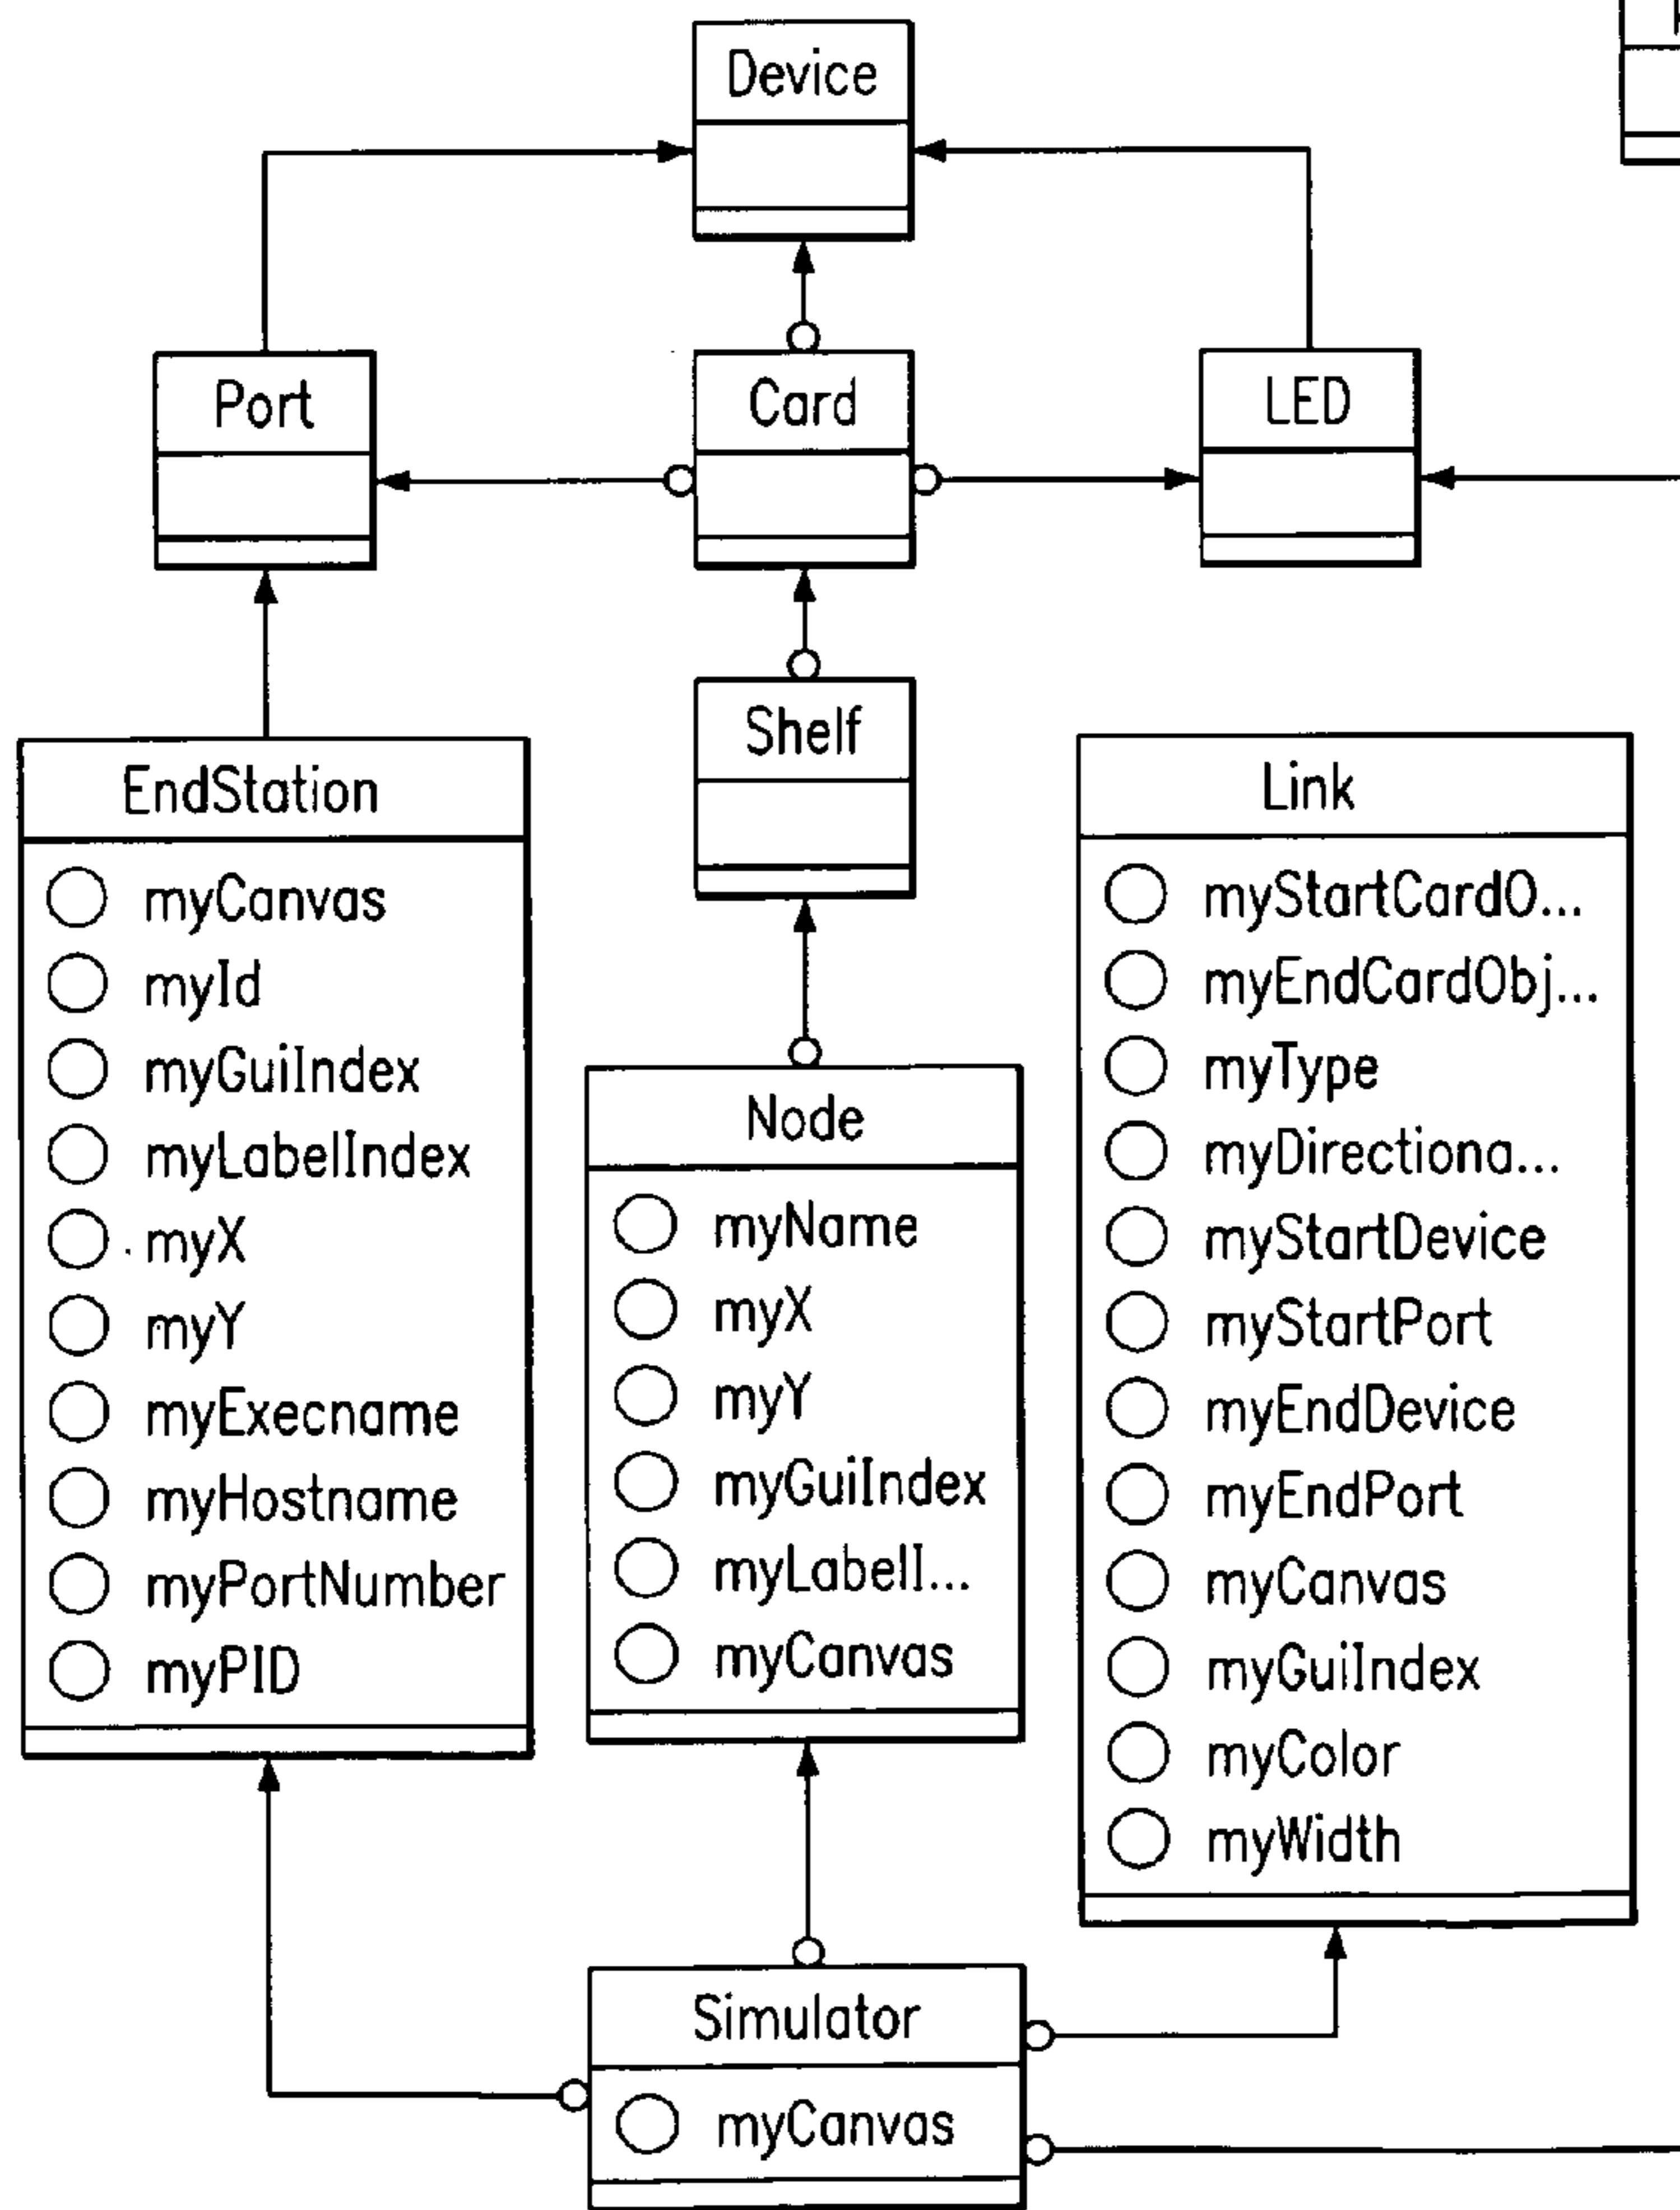 Device
Port
Card
LED
Shelf
EndStation
myCanvas
myId
myGuiIndex
myLabelIndex
myX
myY
myExecname
myHostname
myPortNumber
myPID
Node
myName
myX
myY
myGuiIndex
myLabelI...
myCanvas
Link
myStartCardO...
myEndCardObj...
myType
myDirectiona...
myStartDevice
myStartPort
myEndDevice
myEndPort
myCanvas
myGuiIndex
myColor
myWidth
Simulator
myCanvas